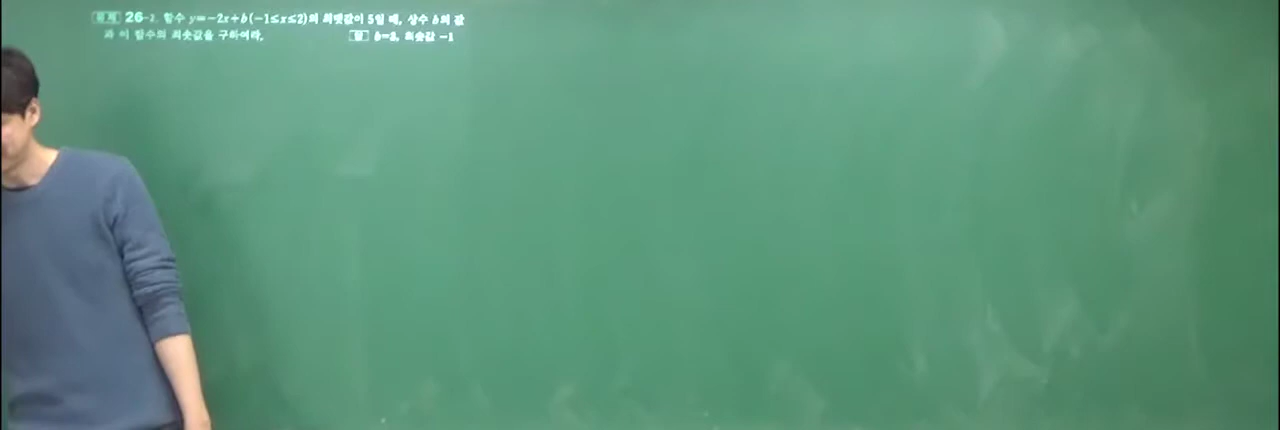 유제 26-2. 함수 y=-2x+b(-1≤x≤2)의 최댓값이 5일 때, 상수 b의 값
과 이 함수의 최솟값을 구하여라.
답 b=3, 최솟값 -1